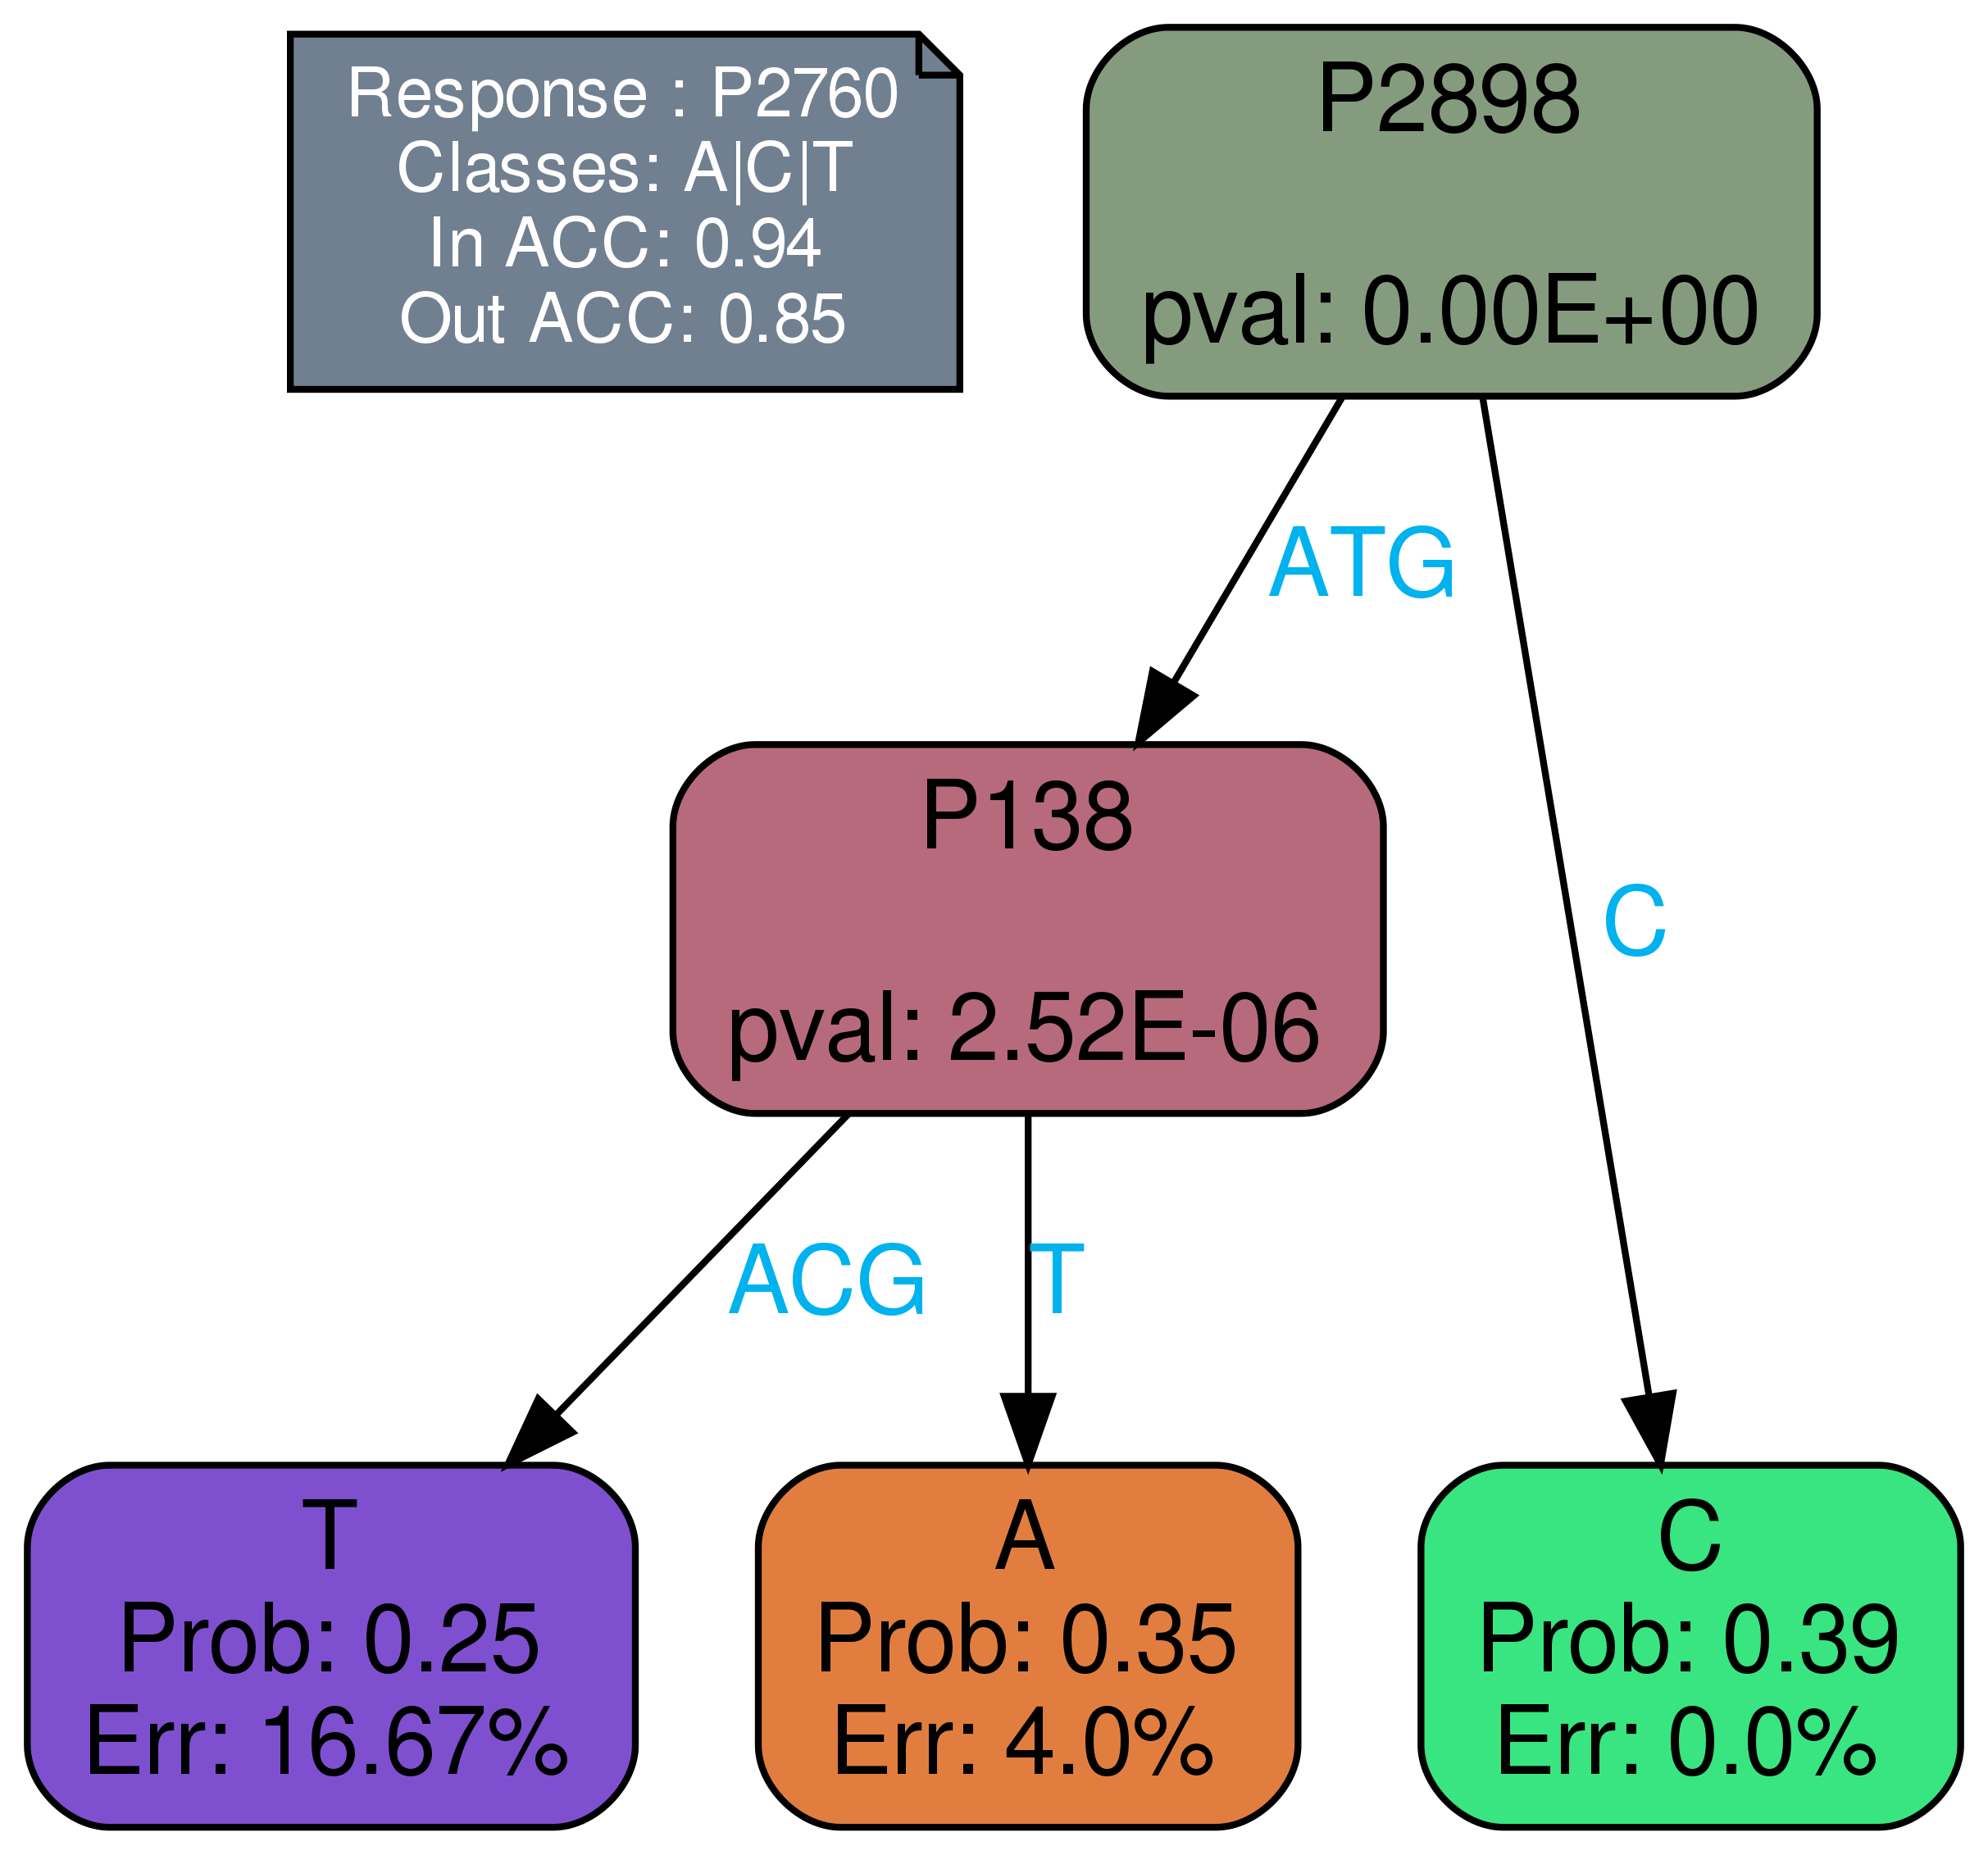 Response : P2760
Classes: A|C|T
In ACC: 0.94
Out ACC: 0.85
P2898
pval: 0.00E+00
ATG
C
P138
pval: 2.52E-06
ACG
T
T
Prob: 0.25
Err: 16.67%
A
Prob: 0.35
Err: 4.0%
C
Prob: 0.39
Err: 0.0%